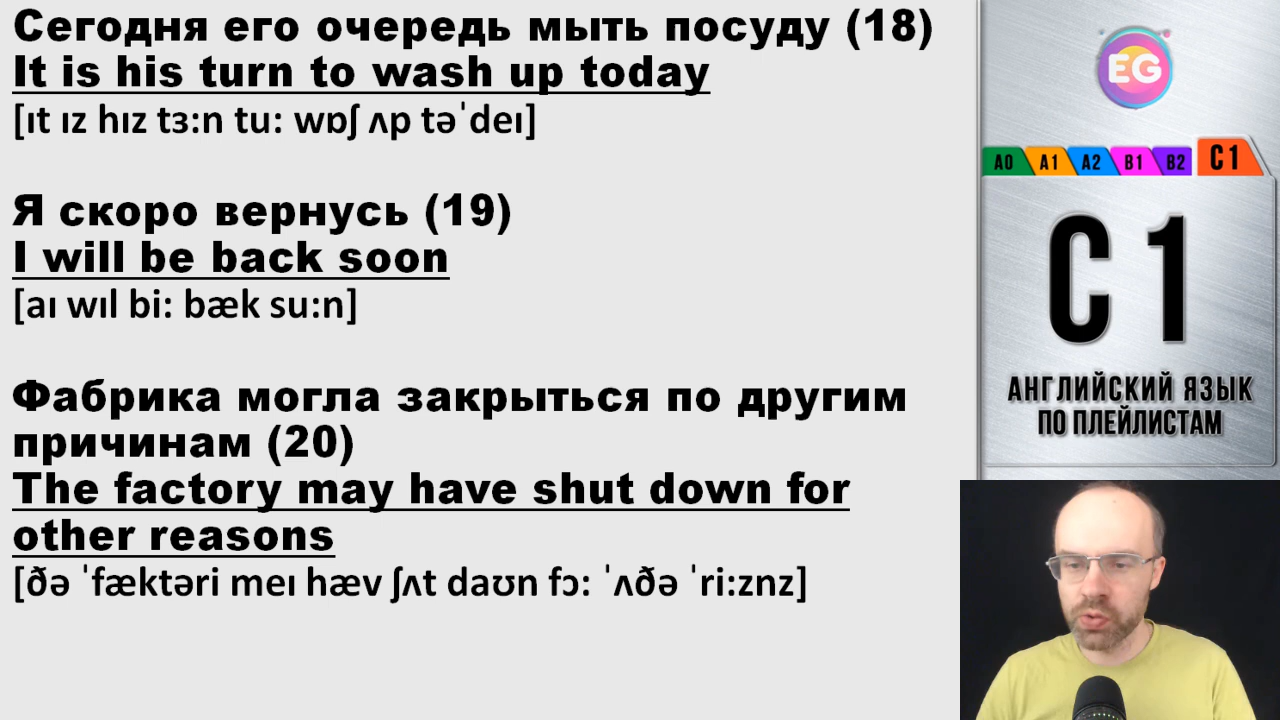 Сегодня его очередь мыть посуду (18)
It is his turn to wash up today
[ɪt ɪz hɪz tɜ:n tu: wɒʃ ʌp təˈdeɪ]
Я скоро вернусь (19)
I will be back soon
[aɪ wɪl bi: bæk su:n]
Фабрика могла закрыться по другим
причинам (20)
The factory may have shut down for
other reasons
[ðə ˈfæktəri meɪ hæv ʃʌt daʊn fɔ: ˈʌðə ˈri:znz]
EG
A0 A1 A2 B1 B2 C1
C1
АНГЛИЙСКИЙ ЯЗЫК
ПО ПЛЕЙЛИСТАМ